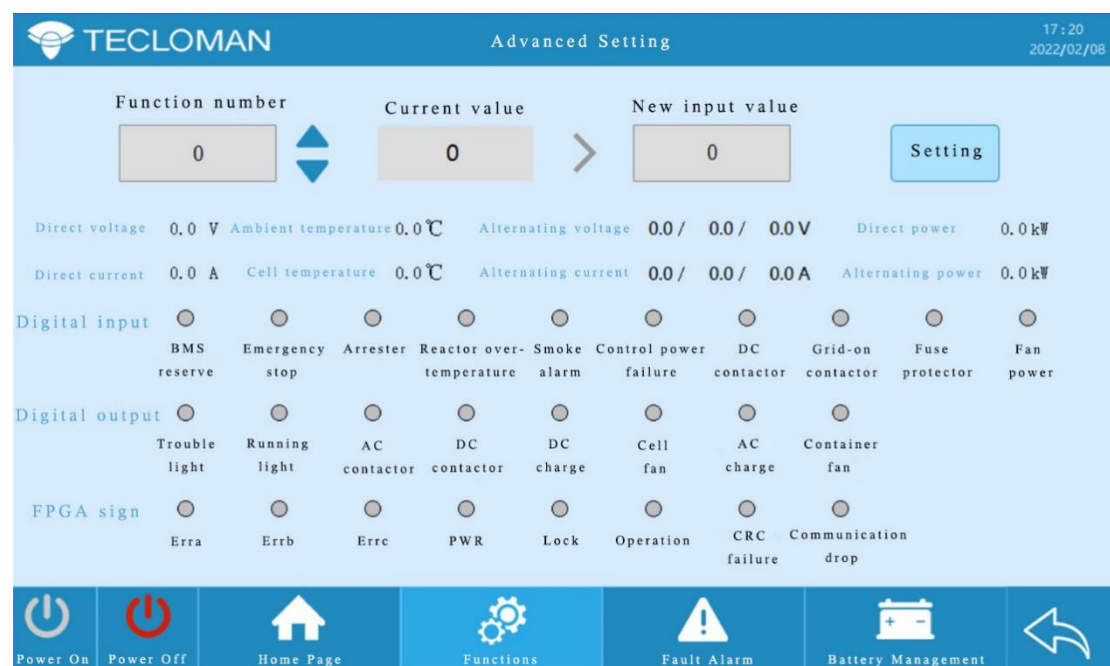 TECLOMAN
Advanced Setting
17:20
2022/02/08
Function number
Current value
New input value
0
0
0
Setting
Direct voltage 0.0 V Ambient temperature 0.0℃ Alternating voltage 0.0/ 0.0/ 0.0 V Direct power 0.0kW
Direct current 0.0 A Cell temperature 0.0℃ Alternating current 0.0/ 0.0/ 0.0 A Alternating power 0.0kW
Digital input
BMS reserve
Emergency stop
Arrester
Reactor over-temperature
Smoke alarm
Control power failure
DC contactor
Grid-on contactor
Fuse protector
Fan power
Digital output
Trouble light
Running light
AC contactor
DC contactor
DC charge
Cell fan
AC charge
Container fan
FPGA sign
Erra
Errb
Errc
PWR
Lock
Operation
CRC failure
Communication drop
Power On
Power Off
Home Page
Functions
Fault Alarm
Battery Management